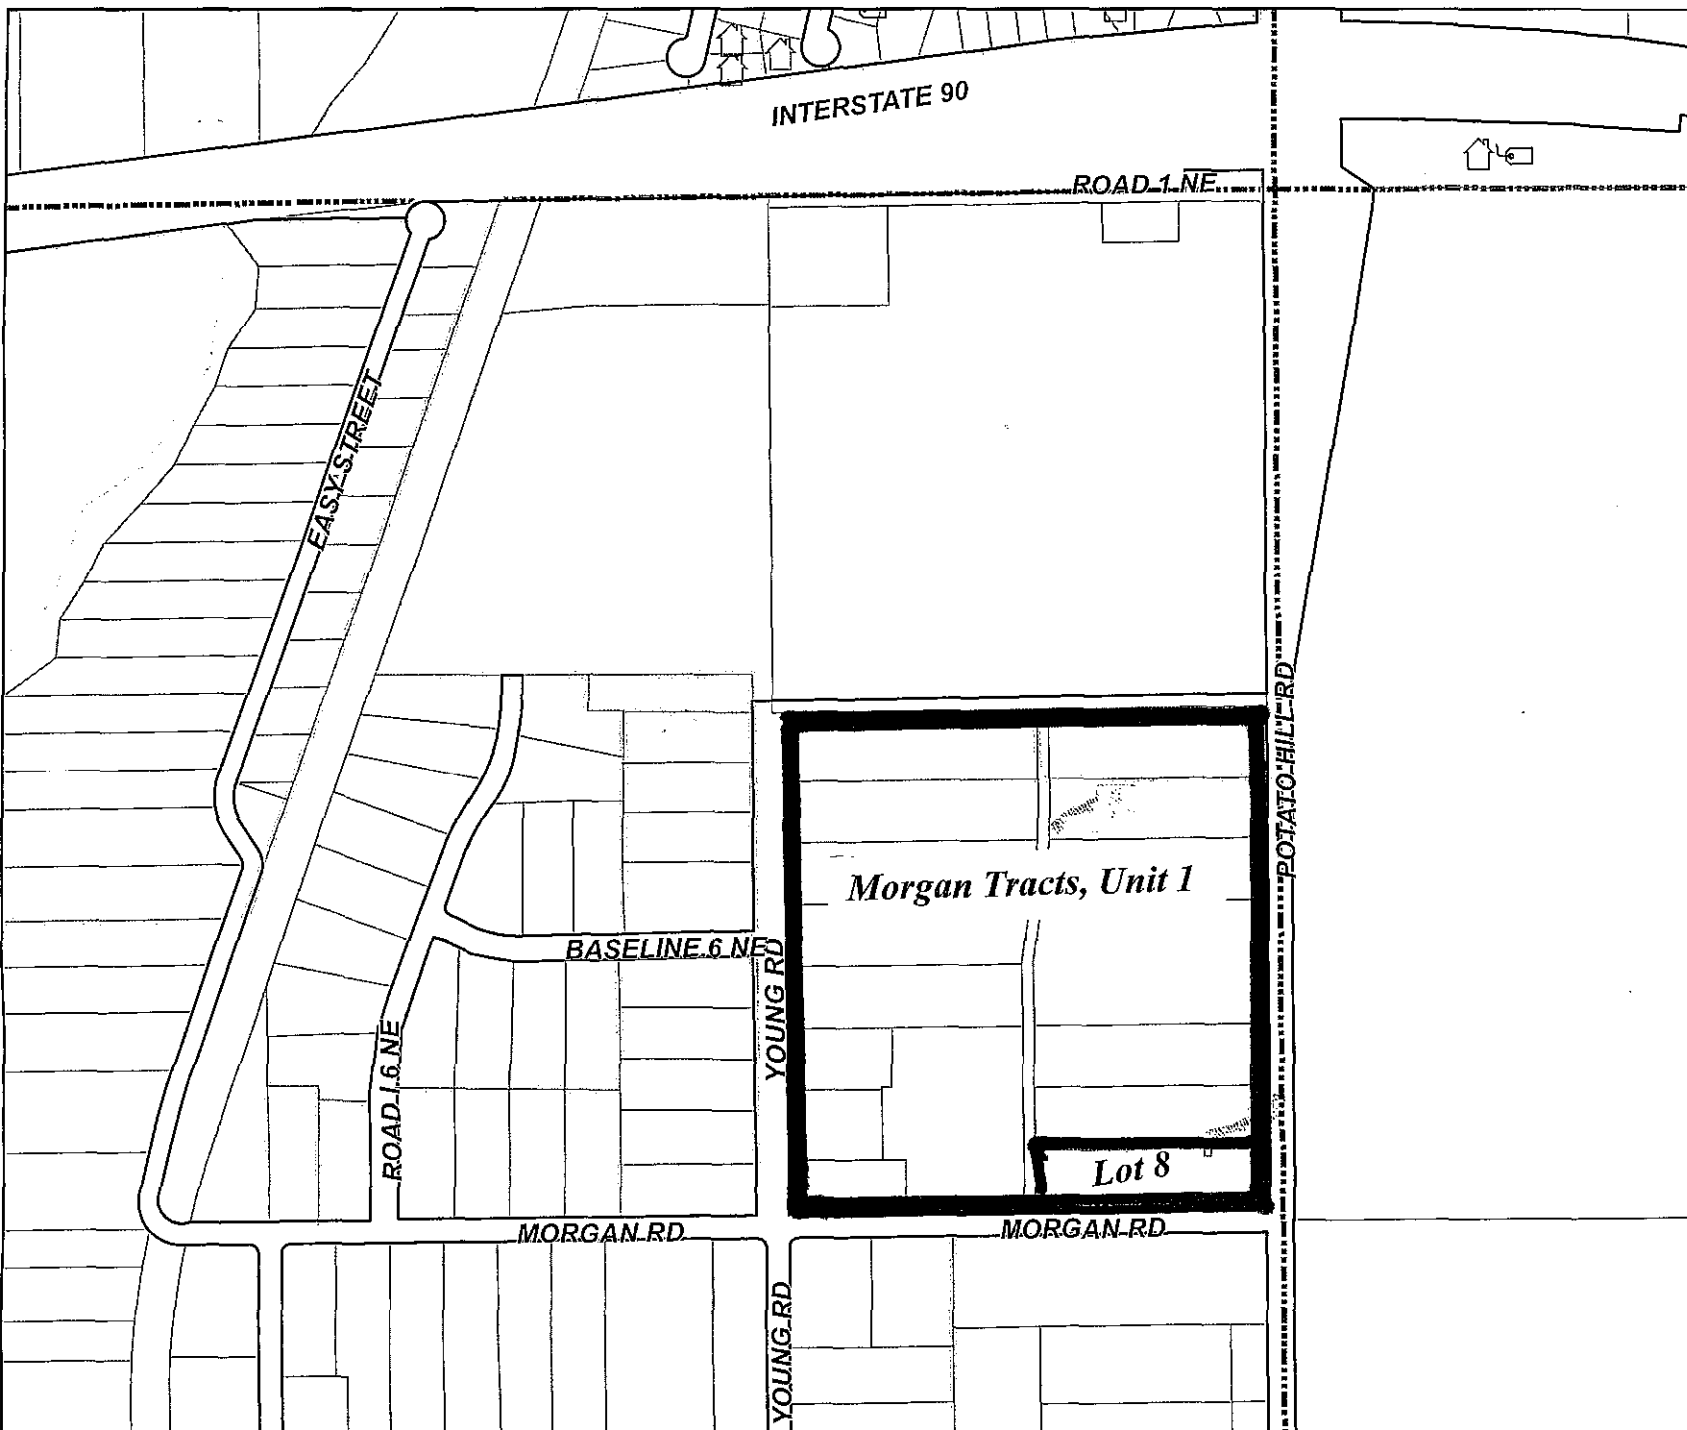 INTERSTATE 90
ROAD 1 NE
EASY STREET
POTATO HILL RD
Morgan Tracts, Unit 1
BASELINE.6 NE
YOUNG RD
ROAD I.6 NE
Lot 8
MORGAN RD
MORGAN RD
YOUNG RD